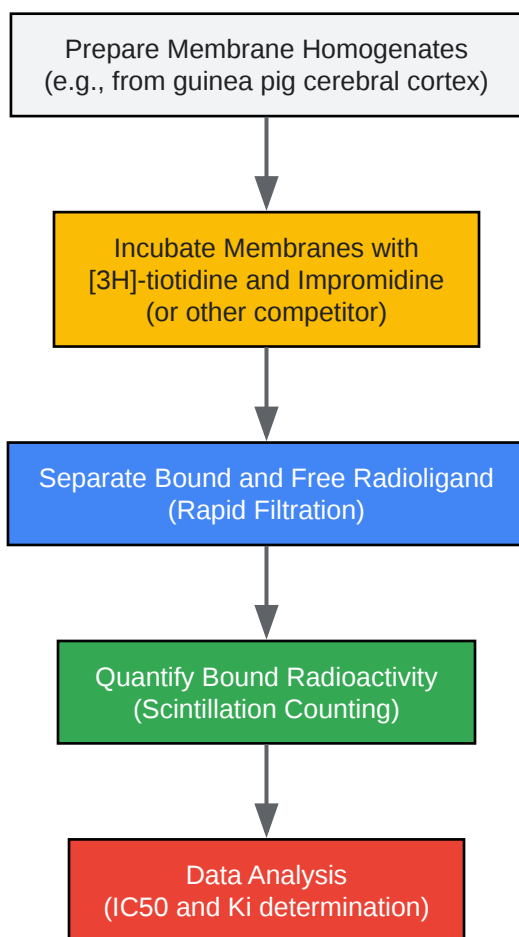 Prepare Membrane Homogenates
(e.g., from guinea pig cerebral cortex)
Incubate Membranes with
[3H]-tiotidine and Impromidine
(or other competitor)
Separate Bound and Free Radioligand
(Rapid Filtration)
Quantify Bound Radioactivity
(Scintillation Counting)
Data Analysis
(IC50 and Ki determination)